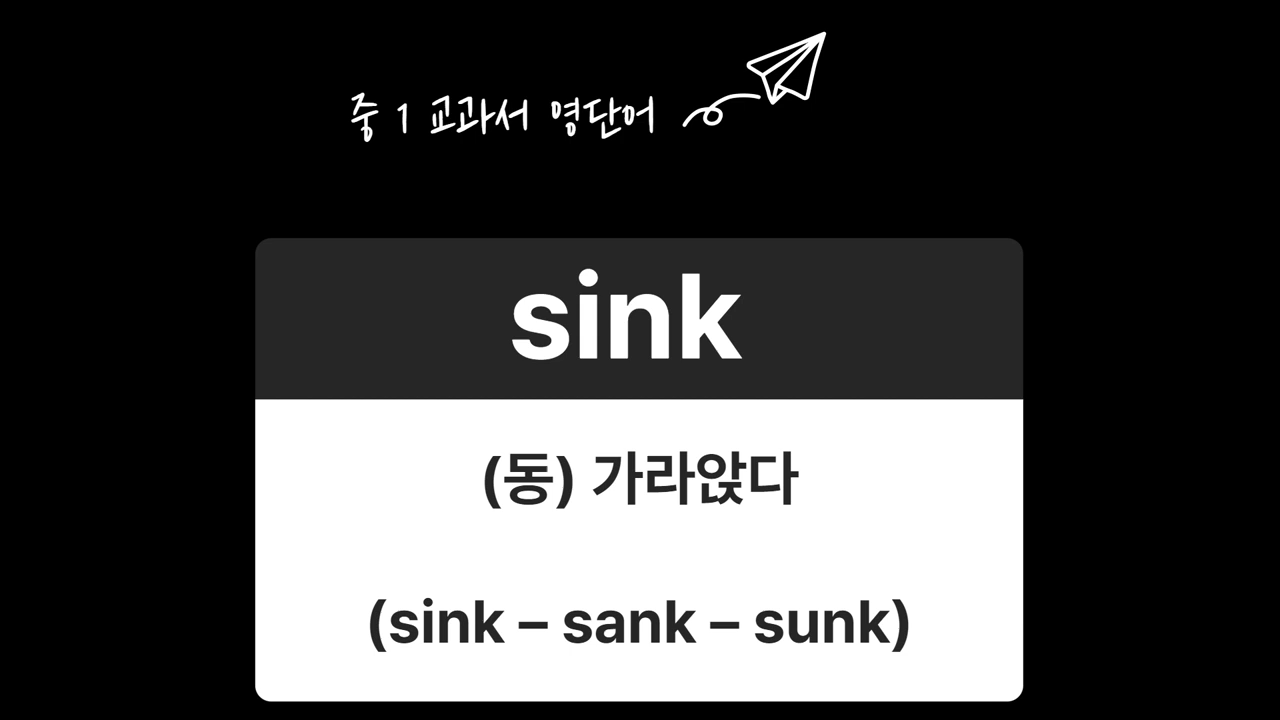 중 1 교과서 영단어
sink
(동) 가라앉다
(sink – sank – sunk)